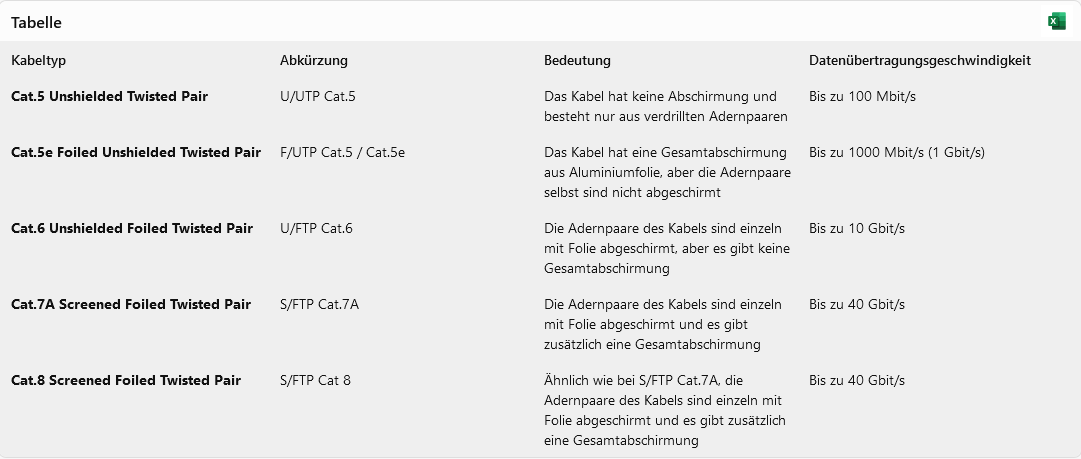 Tabelle
Kabeltyp Abkürzung Bedeutung Datenübertragungsgeschwindigkeit
Cat.5 Unshielded Twisted Pair U/UTP Cat.5 Das Kabel hat keine Abschirmung und Bis zu 100 Mbit/s
besteht nur aus verdrillten Adernpaaren
Cat.5e Foiled Unshielded Twisted Pair F/UTP Cat.5 / Cat.5e Das Kabel hat eine Gesamtabschirmung Bis zu 1000 Mbit/s (1 Gbit/s)
aus Aluminiumfolie, aber die Adernpaare
selbst sind nicht abgeschirmt
Cat.6 Unshielded Foiled Twisted Pair U/FTP Cat.6 Die Adernpaare des Kabels sind einzeln Bis zu 10 Gbit/s
mit Folie abgeschirmt, aber es gibt keine
Gesamtabschirmung
Cat.7A Screened Foiled Twisted Pair S/FTP Cat.7A Die Adernpaare des Kabels sind einzeln Bis zu 40 Gbit/s
mit Folie abgeschirmt und es gibt
zusätzlich eine Gesamtabschirmung
Cat.8 Screened Foiled Twisted Pair S/FTP Cat 8 Ähnlich wie bei S/FTP Cat.7A, die Bis zu 40 Gbit/s
Adernpaare des Kabels sind einzeln mit
Folie abgeschirmt und es gibt zusätzlich
eine Gesamtabschirmung